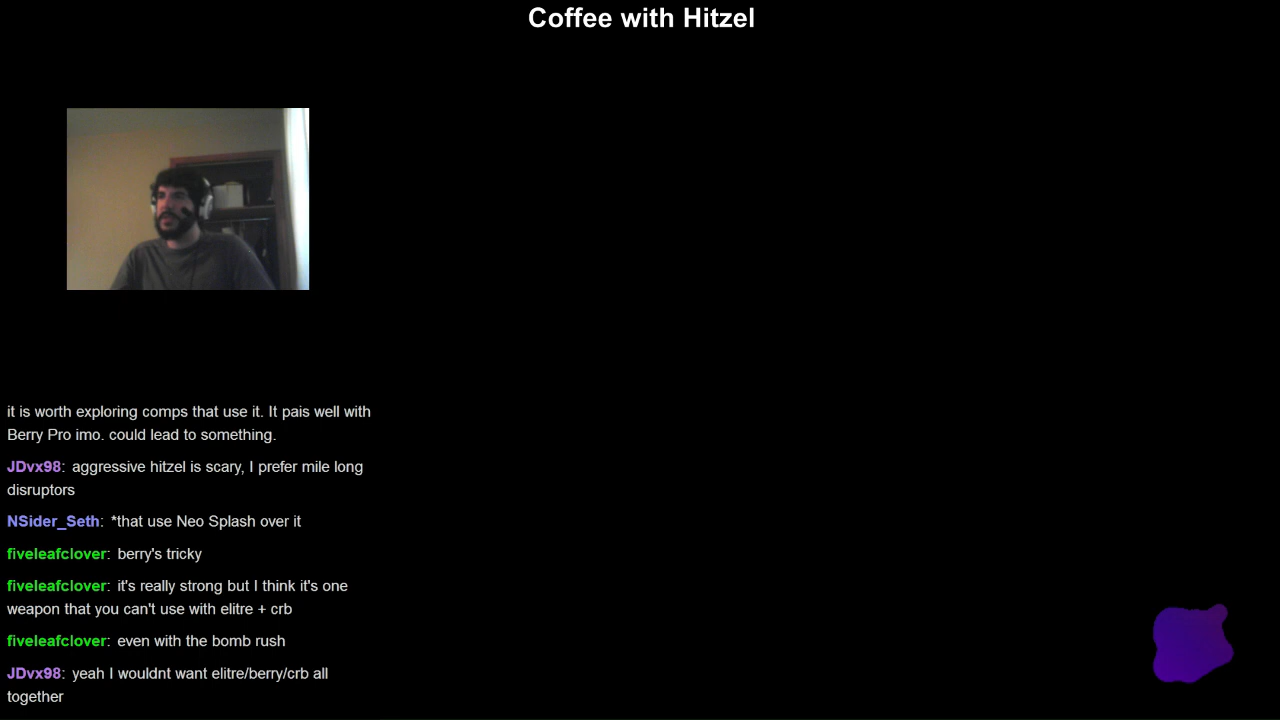 Coffee with Hitzel
it is worth exploring comps that use it. It pais well with
Berry Pro imo. could lead to something.
JDvx98: aggressive hitzel is scary, I prefer mile long
disruptors
NSider_Seth: *that use Neo Splash over it
fiveleafclover: berry's tricky
fiveleafclover: it's really strong but I think it's one
weapon that you can't use with elitre + crb
fiveleafclover: even with the bomb rush
JDvx98: yeah I wouldnt want elitre/berry/crb all
together